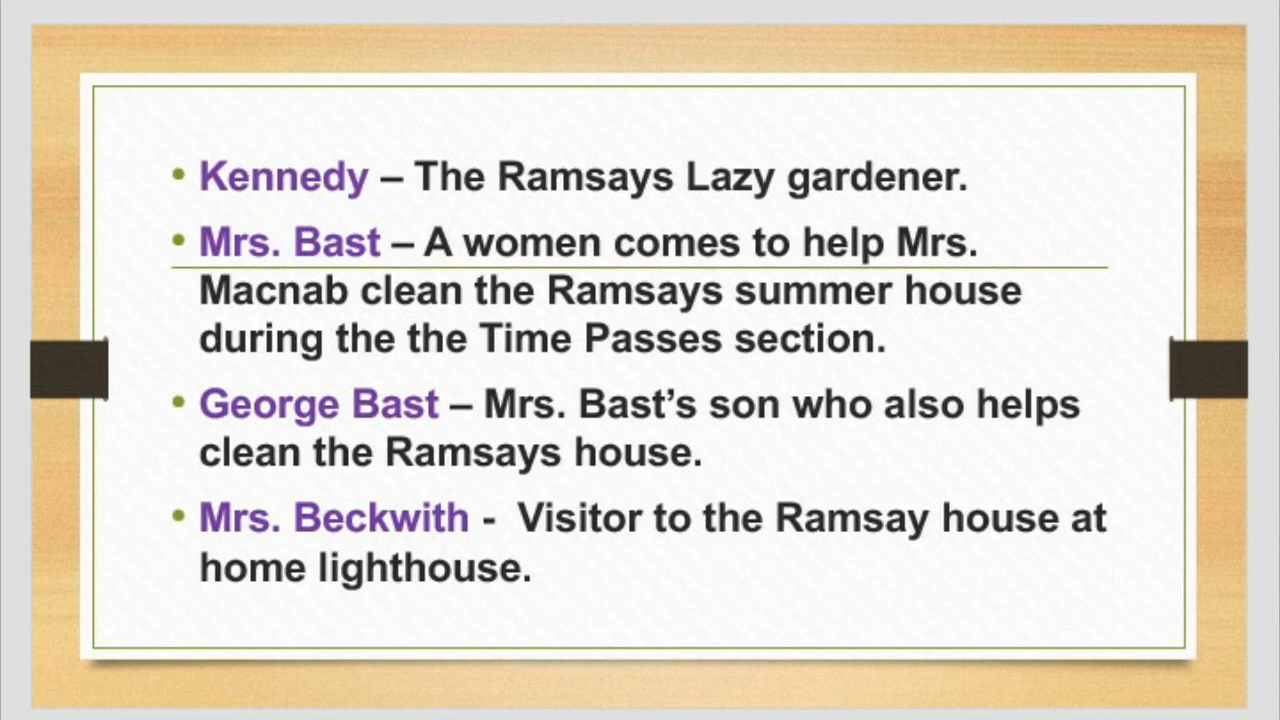 • Kennedy – The Ramsays Lazy gardener.
• Mrs. Bast – A women comes to help Mrs.
Macnab clean the Ramsays summer house
during the the Time Passes section.
• George Bast – Mrs. Bast’s son who also helps
clean the Ramsays house.
• Mrs. Beckwith -  Visitor to the Ramsay house at
home lighthouse.